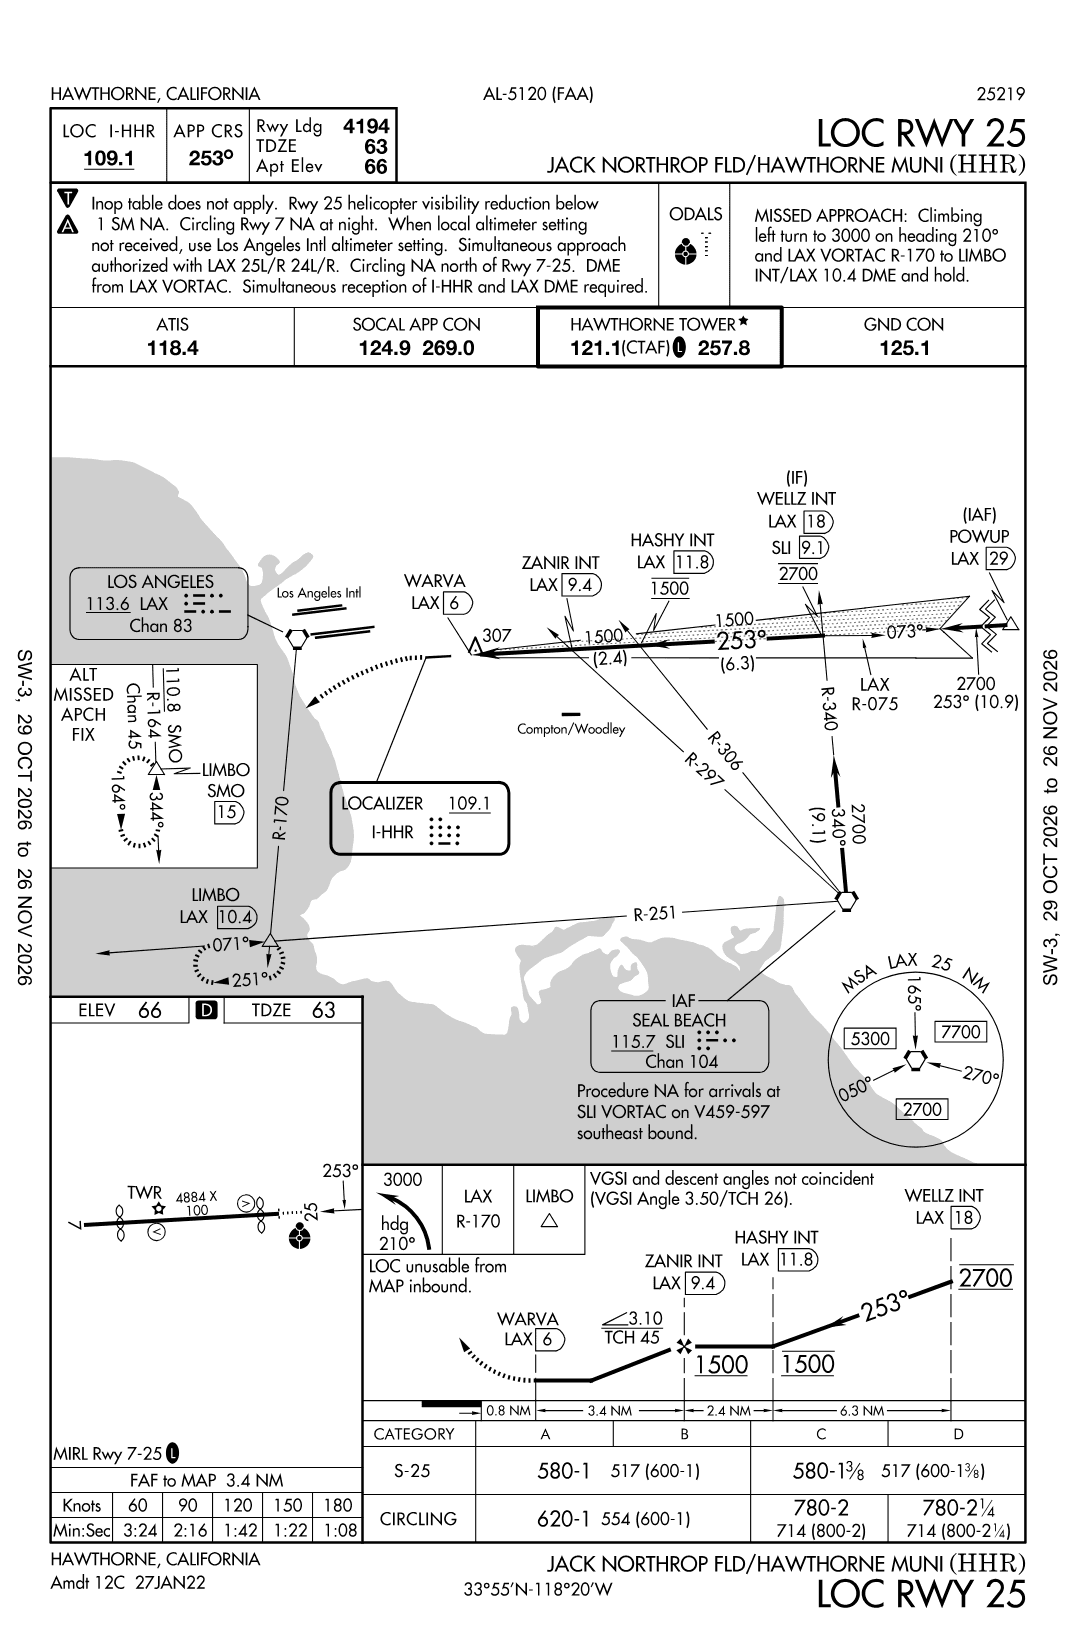 HAWTHORNE, CALIFORNIA
AL-5120 (FAA)
25219
LOC I-HHR
109.1
APP CRS
253°
Rwy Ldg 4194
TDZE 63
Apt Elev 66
LOC RWY 25
JACK NORTHROP FLD/HAWTHORNE MUNI (HHR)
T
A
Inop table does not apply. Rwy 25 helicopter visibility reduction below
1 SM NA. Circling Rwy 7 NA at night. When local altimeter setting
not received, use Los Angeles Intl altimeter setting. Simultaneous approach
authorized with LAX 25L/R 24L/R. Circling NA north of Rwy 7-25. DME
from LAX VORTAC. Simultaneous reception of I-HHR and LAX DME required.
ODALS
MISSED APPROACH: Climbing
left turn to 3000 on heading 210°
and LAX VORTAC R-170 to LIMBO
INT/LAX 10.4 DME and hold.
ATIS
118.4
SOCAL APP CON
124.9 269.0
HAWTHORNE TOWER★
121.1(CTAF) L 257.8
GND CON
125.1
(IF)
WELLZ INT
LAX 18
SLI 9.1
2700
(IAF)
POWUP
LAX 29
HASHY INT
LAX 11.8
1500
ZANIR INT
LAX 9.4
WARVA
LAX 6
LOS ANGELES
113.6 LAX
Chan 83
Los Angeles Intl
307
1500
(2.4)
1500
253°
(6.3)
073°
LAX
R-075
2700
253° (10.9)
ALT
MISSED
APCH
FIX
110.8 SMO
R-164
Chan 45
LIMBO
SMO
15
164°
344°
Compton/Woodley
R-340
R-306
R-297
R-170
LOCALIZER 109.1
I-HHR
2700
340°
(9.1)
LIMBO
LAX 10.4
071°
251°
R-251
IAF
SEAL BEACH
115.7 SLI
Chan 104
Procedure NA for arrivals at
SLI VORTAC on V459-597
southeast bound.
MSA LAX 25 NM
165°
5300
7700
050°
270°
2700
SW-3, 29 OCT 2026 to 26 NOV 2026
SW-3, 29 OCT 2026 to 26 NOV 2026
ELEV 66
D
TDZE 63
253°
TWR
4884 X
100
7
25
V
V
MIRL Rwy 7-25 L
FAF to MAP 3.4 NM
Knots 60 90 120 150 180
Min:Sec 3:24 2:16 1:42 1:22 1:08
3000
hdg
210°
LAX
R-170
LIMBO
VGSI and descent angles not coincident
(VGSI Angle 3.50/TCH 26).
LOC unusable from
MAP inbound.
WELLZ INT
LAX 18
HASHY INT
LAX 11.8
ZANIR INT
LAX 9.4
WARVA
LAX 6
3.10
TCH 45
253°
2700
1500
1500
0.8 NM
3.4 NM
2.4 NM
6.3 NM
CATEGORY A B C D
S-25 580-1 517 (600-1) 580-1⅜ 517 (600-1⅜)
CIRCLING 620-1 554 (600-1)
780-2
714 (800-2)
780-2¼
714 (800-2¼)
HAWTHORNE, CALIFORNIA
Amdt 12C 27JAN22
33°55'N-118°20'W
JACK NORTHROP FLD/HAWTHORNE MUNI (HHR)
LOC RWY 25